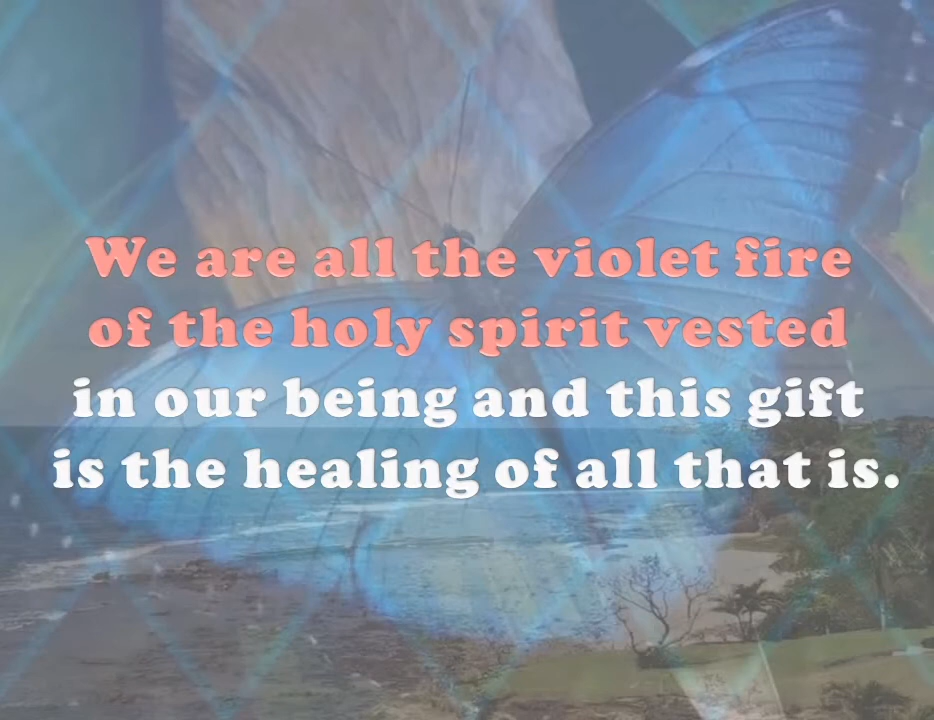 We are all the violet fire
of the holy spirit vested
in our being and this gift
is the healing of all that is.